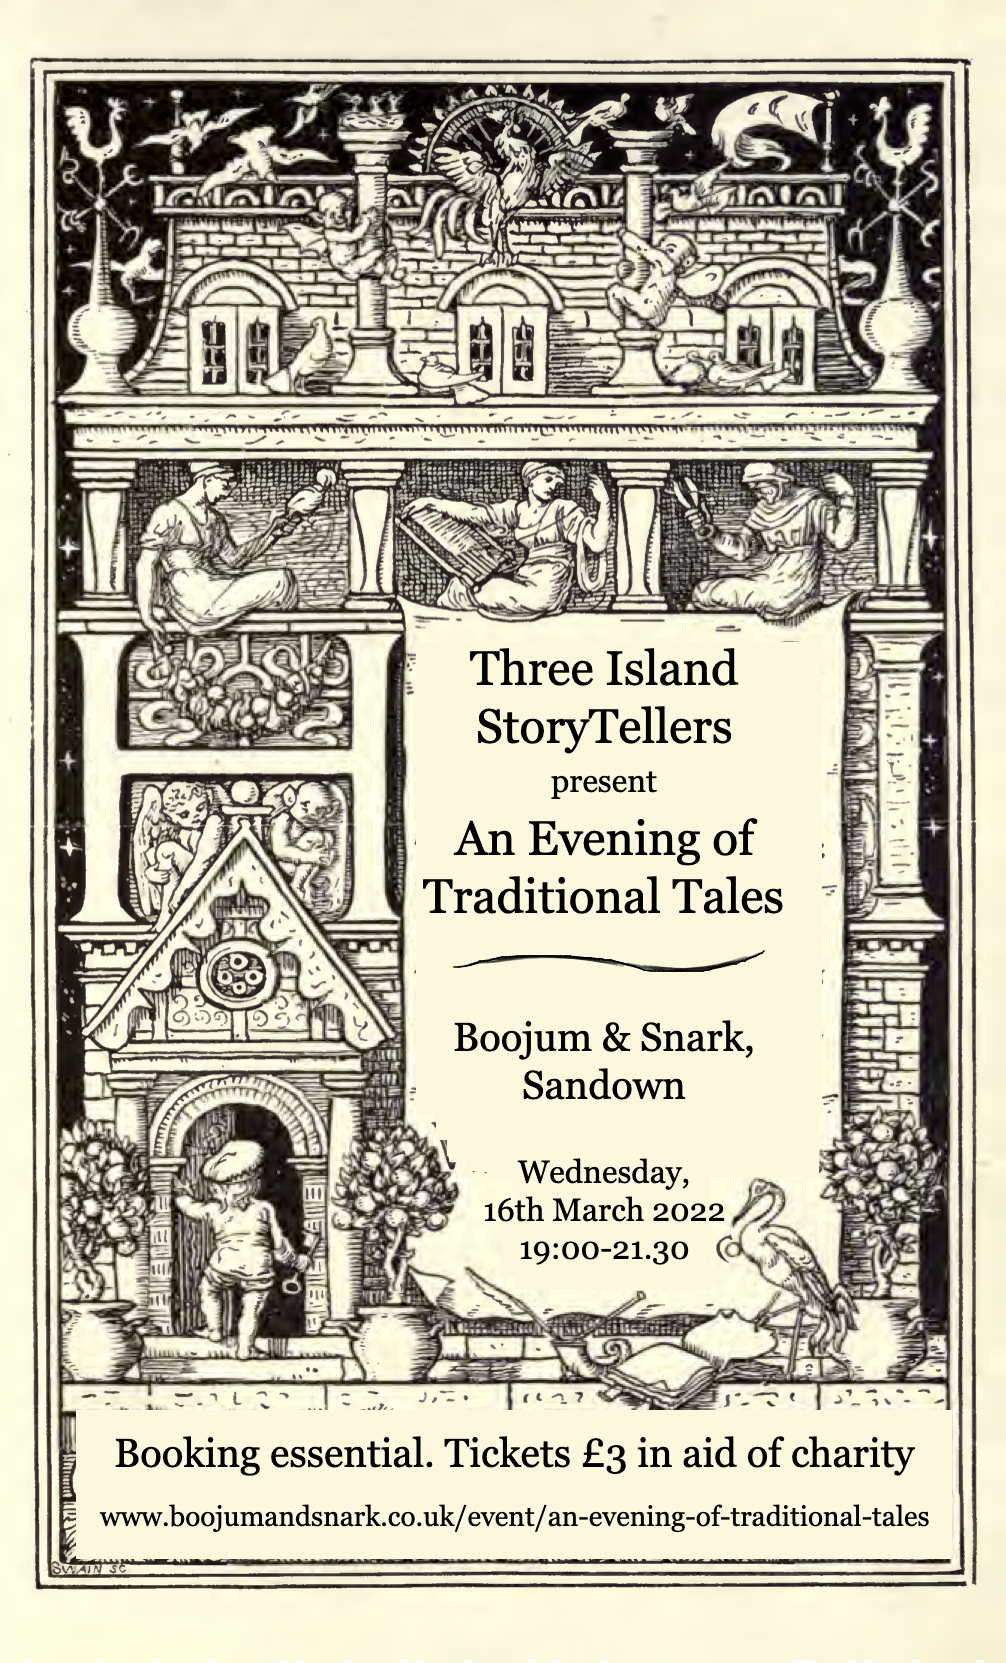 Three Island
StoryTellers
present
An Evening of
Traditional Tales
Boojum & Snark,
Sandown
Wednesday,
16th March 2022
19:00-21.30
Booking essential. Tickets £3 in aid of charity
www.boojumandsnark.co.uk/event/an-evening-of-traditional-tales
SWAIN SC